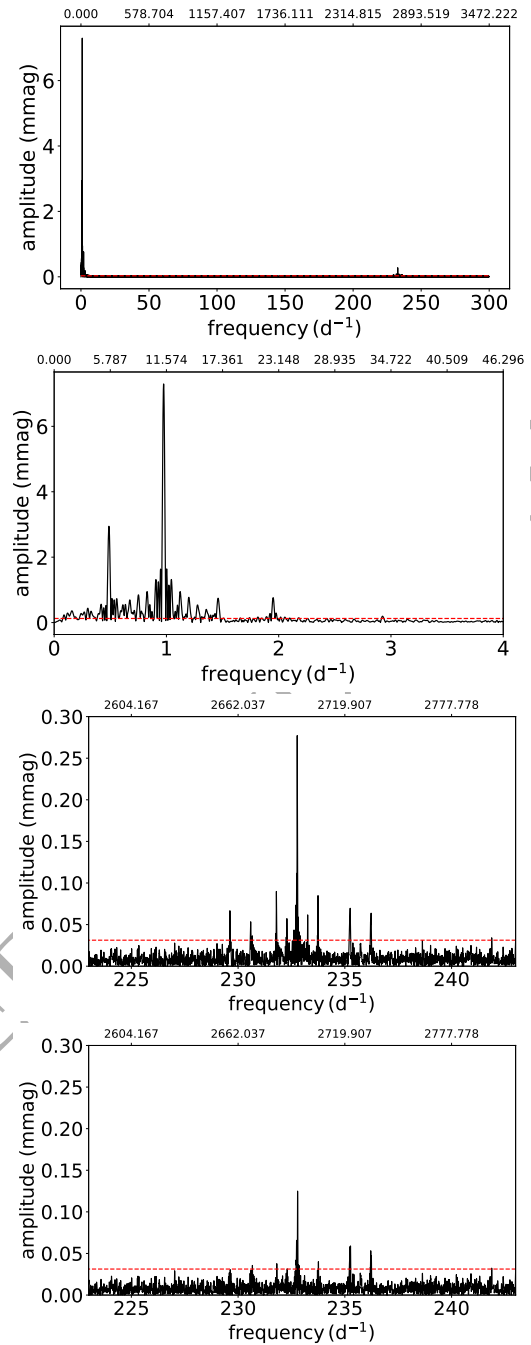 0.000 578.704 1157.407 1736.111 2314.815 2893.519 3472.222
amplitude (mmag)
6
4
2
0
0 50 100 150 200 250 300
frequency (d⁻¹)
0.000 5.787 11.574 17.361 23.148 28.935 34.722 40.509 46.296
amplitude (mmag)
6
4
2
0
0 1 2 3 4
frequency (d⁻¹)
2604.167 2662.037 2719.907 2777.778
amplitude (mmag)
0.30
0.25
0.20
0.15
0.10
0.05
0.00
225 230 235 240
frequency (d⁻¹)
2604.167 2662.037 2719.907 2777.778
amplitude (mmag)
0.30
0.25
0.20
0.15
0.10
0.05
0.00
225 230 235 240
frequency (d⁻¹)